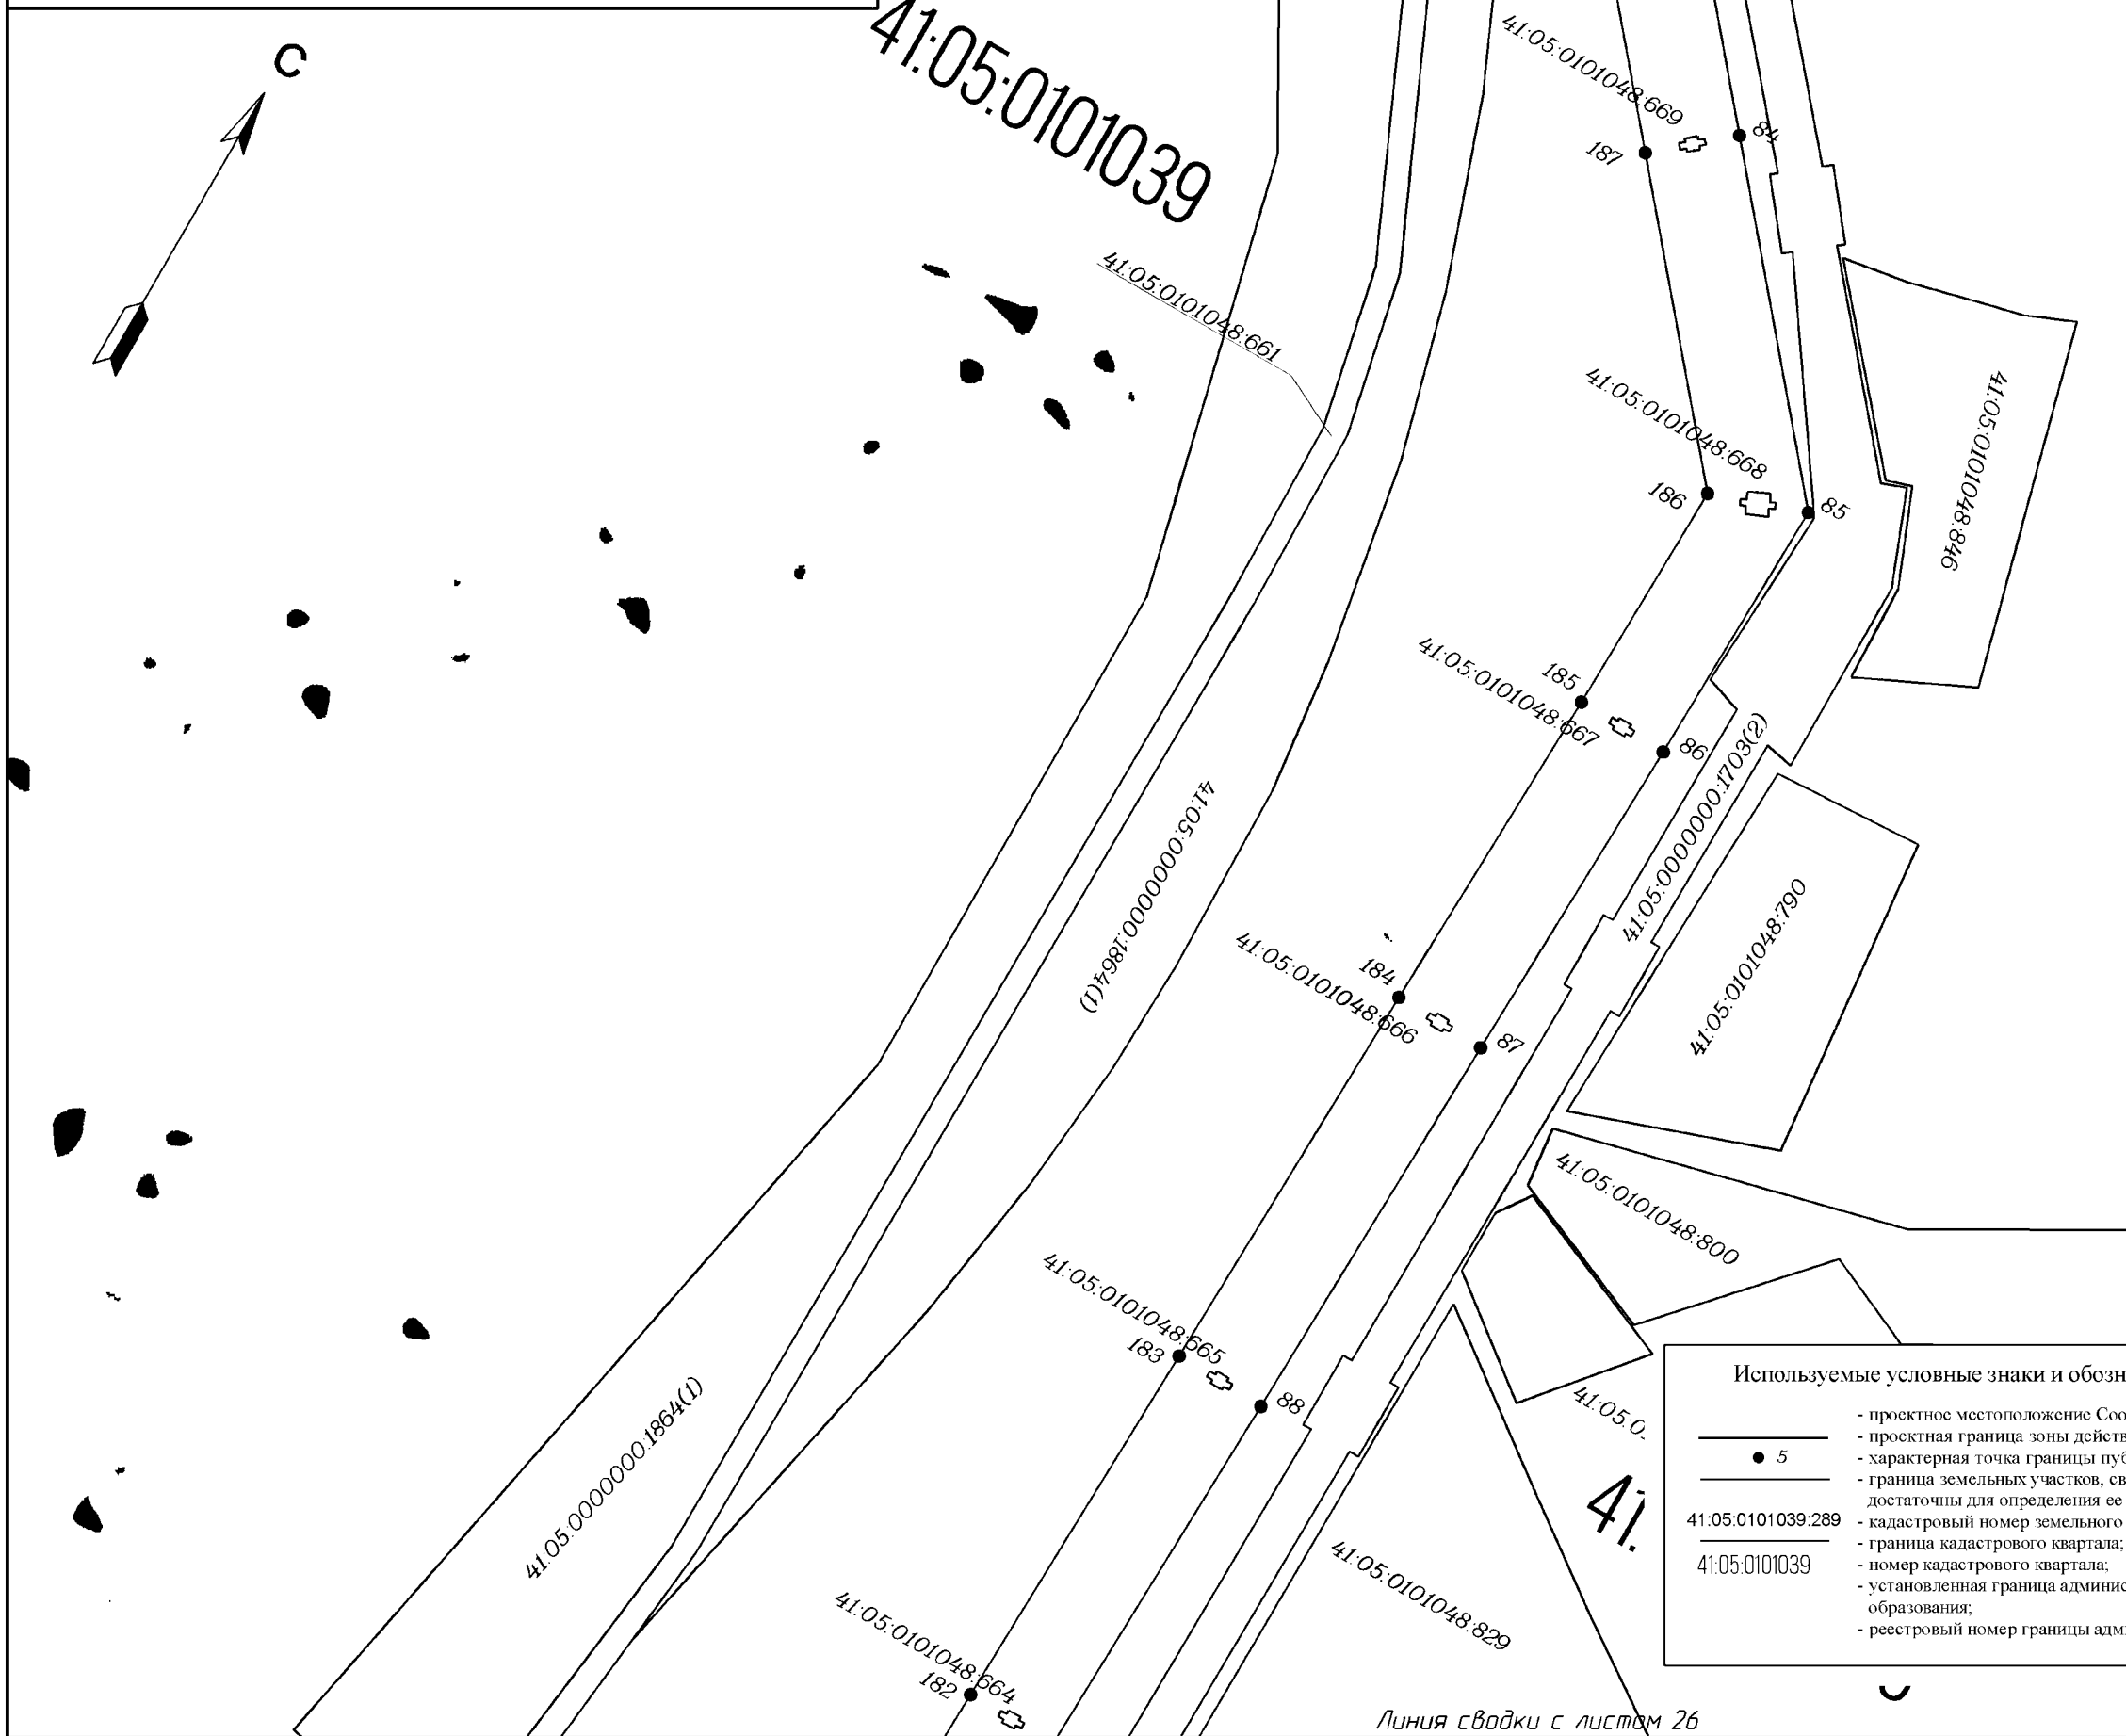 С
41:05:0101039
41:05:0101048:669
84
187
41:05:0101048:661
41:05:0101048:668
186
85
41:05:0101048:846
185
41:05:0101048:667
86
41:05:0000000:1703(2)
41:05:0000000:1864(1)
41:05:0101048:790
184
41:05:0101048:666
87
41:05:0101048:800
41:05:0101048:665
183
88
41:05:0
41:05:0000000:1864(1)
41:
41:05:0101048:829
41:05:0101048:664
182
Используемые условные знаки и обозн
- проектное местоположение Соо
- проектная граница зоны действ
5 - характерная точка границы пуб
- граница земельных участков, св
достаточны для определения ее
41:05:0101039:289 - кадастровый номер земельного
- граница кадастрового квартала;
41:05:0101039 - номер кадастрового квартала;
- установленная граница админис
образования;
- реестровый номер границы адми
Линия сводки с листом 26